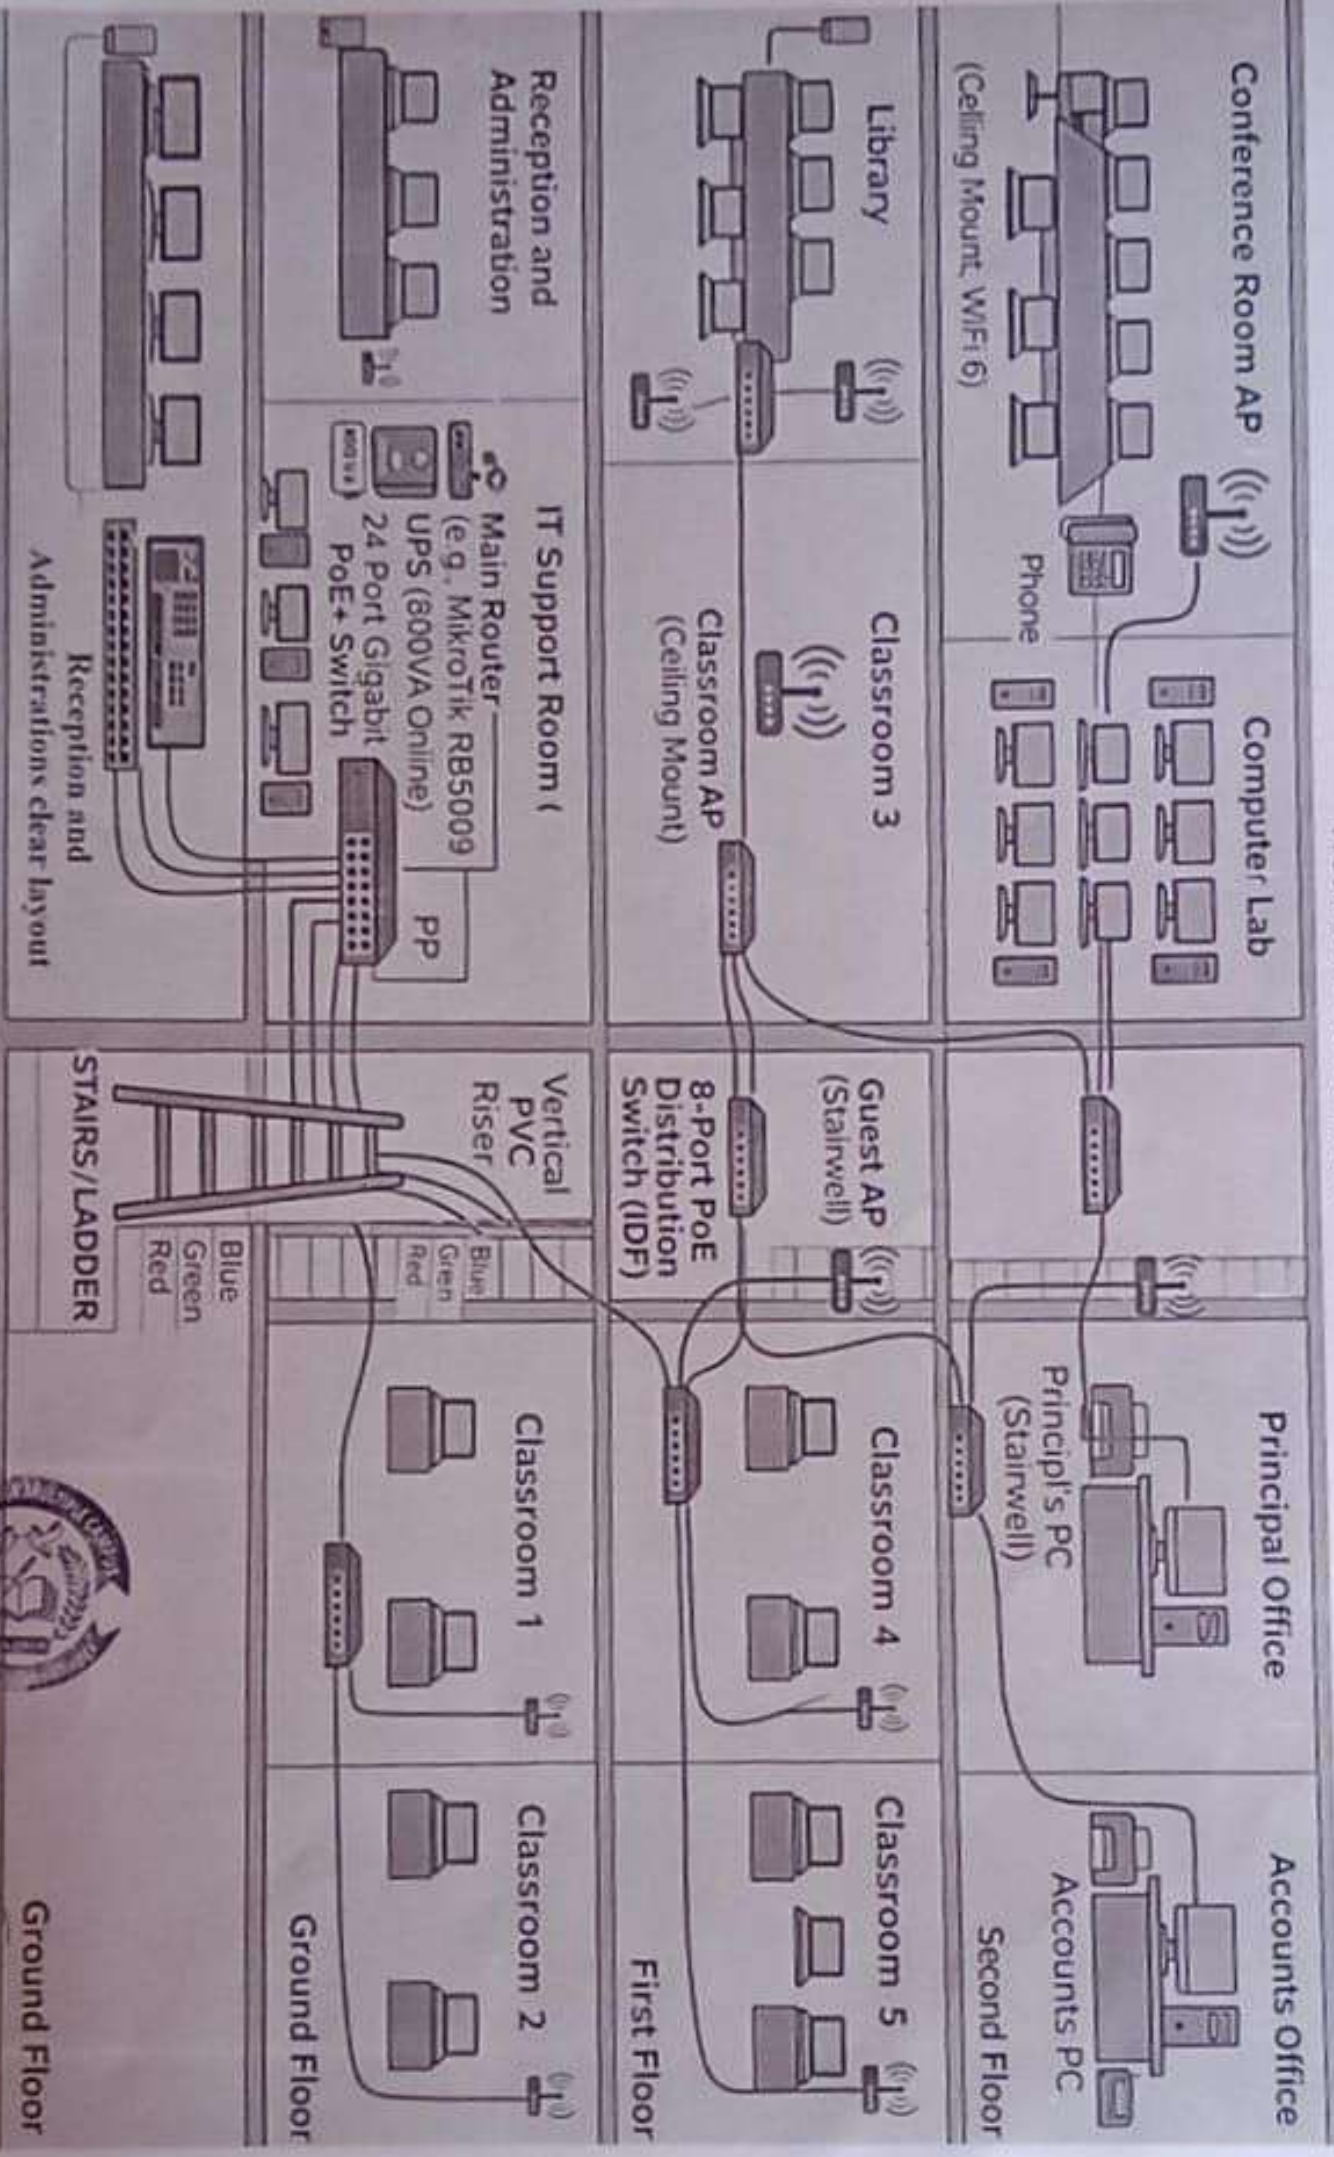 Conference Room AP
(Celling Mount, WiFi 6)
Phone
Computer Lab
Principal Office
Principl's PC
(Stairwell)
Accounts Office
Accounts PC
Second Floor
Library
Classroom 3
Classroom AP
(Ceiling Mount)
Guest AP
(Stairwell)
8-Port PoE
Distribution
Switch (IDF)
Classroom 4
Classroom 5
First Floor
Reception and
Administration
IT Support Room (
Main Router
(e.g., MikroTik RB5009
UPS (800VA Online)
24 Port Gigabit
PoE+ Switch
PP
Vertical
PVC
Riser
Blue
Green
Red
Classroom 1
Classroom 2
Ground Floor
Reception and
Administrations clear layout
STAIRS/LADDER
Blue
Green
Red
Ground Floor